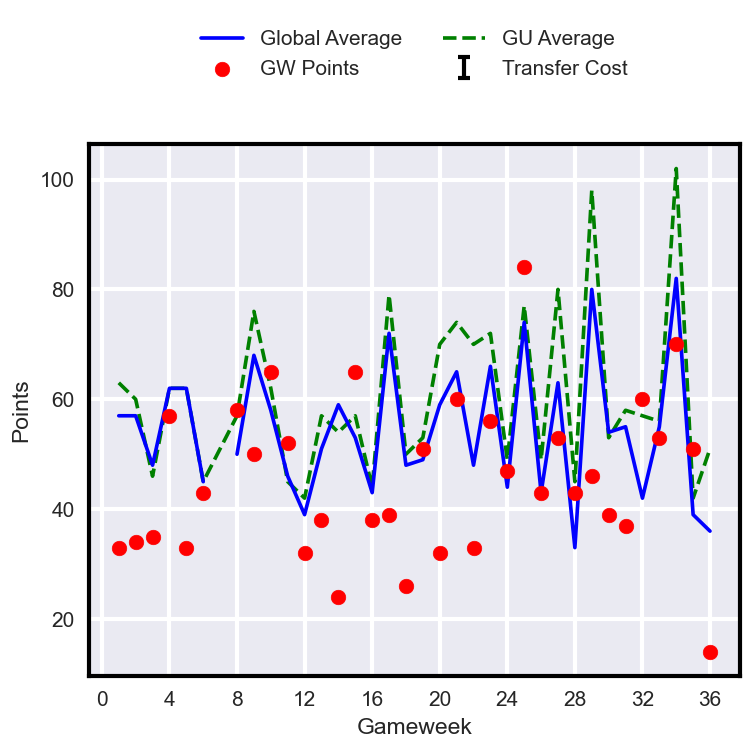 Global Average GU Average
GW Points Transfer Cost
100
80
60
40
20
Points
0 4 8 12 16 20 24 28 32 36
Gameweek